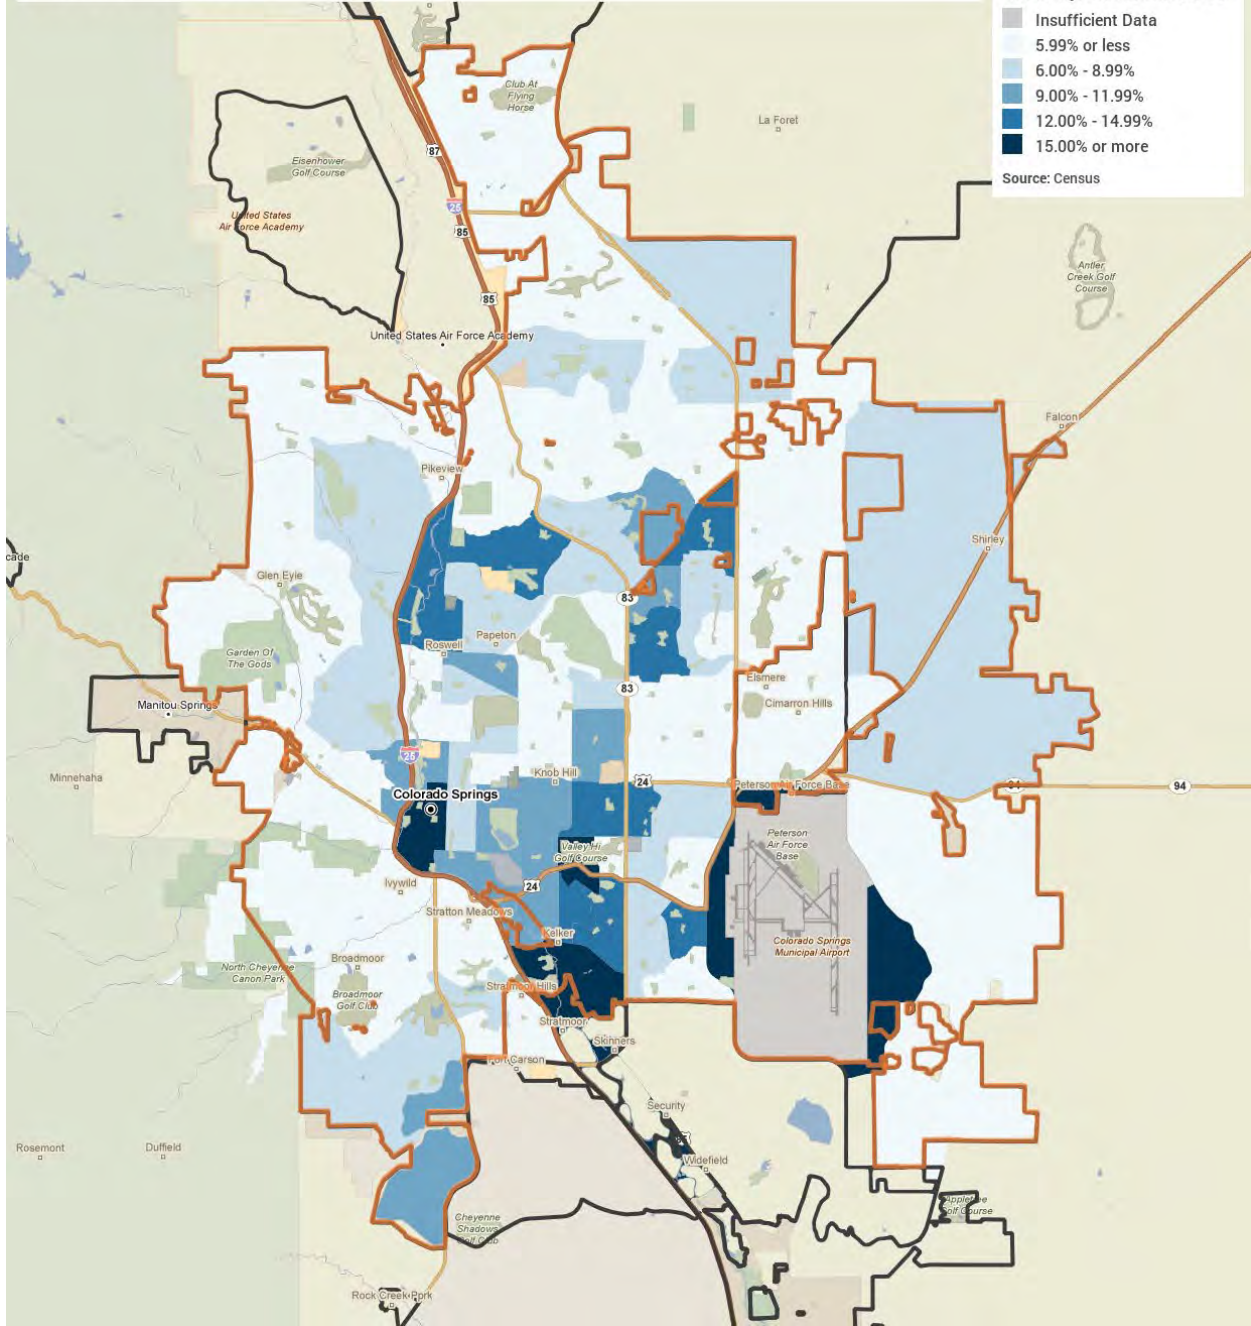 Insufficient Data
5.99% or less
6.00% - 8.99%
9.00% - 11.99%
12.00% - 14.99%
15.00% or more
Source: Census
Club At
Flying
Horse
La Foret
87
Eisenhower
Golf Course
25
United States
Air Force Academy
85
Antler
Creek Golf
Course
85
United States Air Force Academy
Falcon
Pikeview
Shirley
cade
Glen Eyie
83
Papeton
Roswell
Garden Of
The Gods
Elsmere
83
Cimarron Hills
Manitou Springs
25
Knob Hill
Minnehaha
24
Peterson Air Force Base
94
94
Colorado Springs
Peterson
Air Force
Base
Valley Hi
Golf Course
Ivywild
24
Stratton Meadows
Kelker
Colorado Springs
Municipal Airport
Broadmoor
North Cheyenne
Canon Park
Stratmoor Hills
Broadmoor
Golf Club
Stratmoor
Skinners
Fort Carson
Security
Rosemont
Duffield
Widefield
Appletree
Golf Course
Cheyenne
Shadows
Golf Club
Rock Creek Park